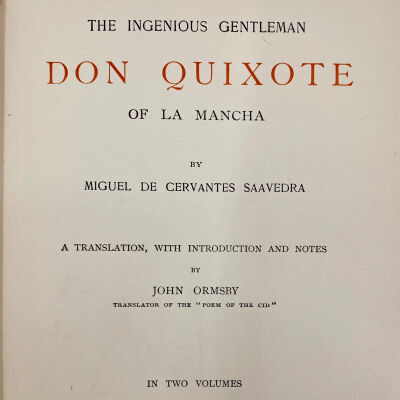 THE INGENIOUS GENTLEMAN
DON QUIXOTE
OF LA MANCHA
BY
MIGUEL DE CERVANTES SAAVEDRA
A TRANSLATION, WITH INTRODUCTION AND NOTES
BY
JOHN ORMSBY
TRANSLATOR OF THE "POEM OF THE CID"
IN TWO VOLUMES